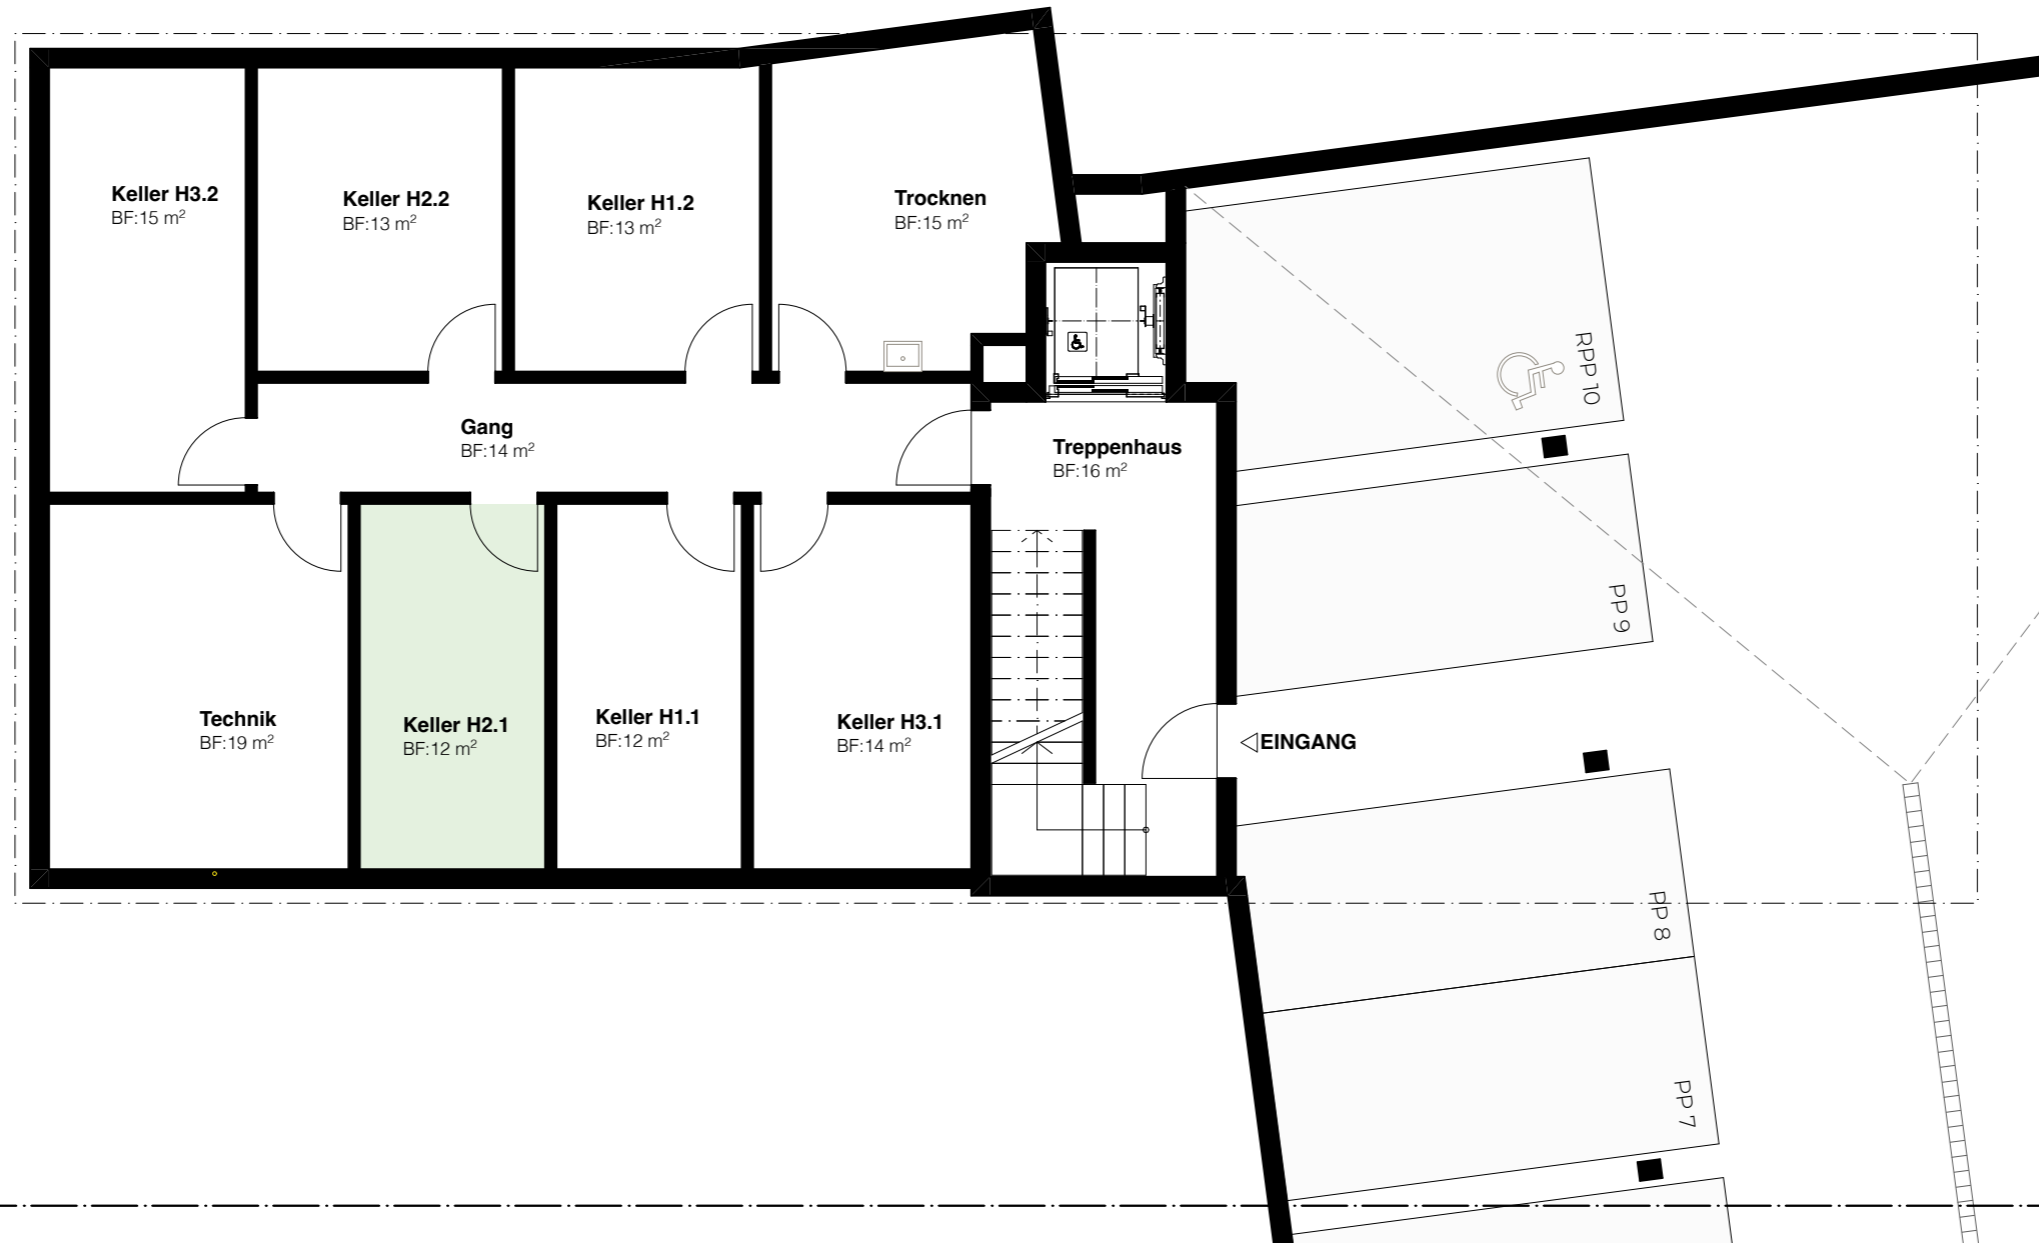 Keller H3.2
BF:15 m²
Keller H2.2
BF:13 m²
Keller H1.2
BF:13 m²
Trocknen
BF:15 m²
Gang
BF:14 m²
Treppenhaus
BF:16 m²
Technik
BF:19 m²
Keller H2.1
BF:12 m²
Keller H1.1
BF:12 m²
Keller H3.1
BF:14 m²
EINGANG
RPP 10
PP 9
PP 8
PP 7